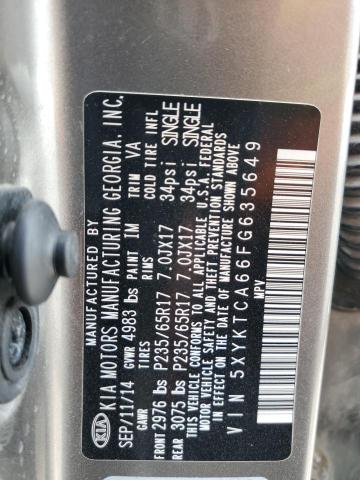 MANUFACTURED BY
KIA KIA MOTORS MANUFACTURING GEORGIA. INC.
SEP/11/14 GVWR 4983 lbs PAINT 1M TRIM VA
GAWR TIRES RIMS COLD TIRE INFL
FRONT 2976 lbs P235/65R17 7.0JX17 34psi SINGLE
REAR 3075 lbs P235/65R17 7.0JX17 34psi SINGLE
THIS VEHICLE CONFORMS TO ALL APPLICABLE U.S.A. FEDERAL
MOTOR VEHICLE SAFETY AND THEFT PREVENTION STANDARDS
IN EFFECT ON THE DATE OF MANUFACTURE SHOWN ABOVE
VIN 5XYKTCA66FG635649
MPV